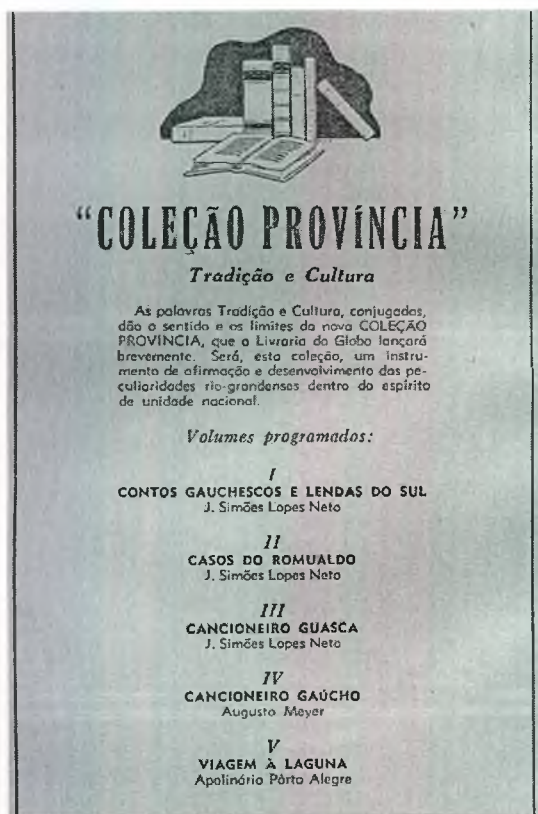 "COLEÇÃO PROVÍNCIA"
Tradição e Cultura
As palavras Tradição e Cultura, conjugadas,
dão o sentido e os limites da nova COLEÇÃO
PROVÍNCIA, que a Livraria do Globo lançará
brevemente. Será, esta coleção, um instru-
mento de afirmação e desenvolvimento das pe-
culiaridades rio-grandenses dentro do espírito
de unidade nacional.
Volumes programados:
I
CONTOS GAUCHESCOS E LENDAS DO SUL
J. Simões Lopes Neto
II
CASOS DO ROMUALDO
J. Simões Lopes Neto
III
CANCIONEIRO GUASCA
J. Simões Lopes Neto
IV
CANCIONEIRO GAÚCHO
Augusto Meyer
V
VIAGEM À LAGUNA
Apolinário Pôrto Alegre